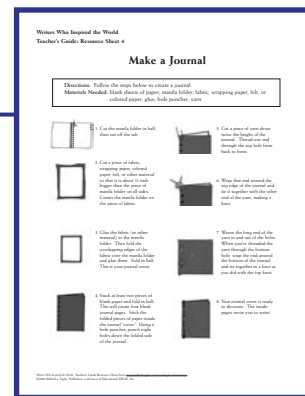 Writers Who Inspired the World
Teacher's Guide: Resource Sheet 4
Make a Journal
Directions: Follow the steps below to create a journal.
Materials Needed: blank sheets of paper, manila folder, fabric, wrapping paper, felt, or
colored paper, glue, hole puncher, yarn
1 Cut the manila folder in half,
then cut off the tab.
2 Cut a piece of fabric,
wrapping paper, colored
paper, felt, or other material
so that it is about ½ inch
bigger than the piece of
manila folder on all sides.
Center the manila folder on
the piece of fabric.
3 Glue the fabric (or other
material) to the manila
folder. Then fold the
overlapping edges of the
fabric over the manila folder
and glue down. Fold in half.
This is your journal cover.
4 Stack at least two pieces of
blank paper and fold in half.
This will create four blank
journal pages. Stick the
folded pieces of paper inside
the journal "cover." Using a
hole puncher, punch eight
holes down the folded side
of the journal.
5 Cut a piece of yarn about
twice the height of the
journal. Thread one end
through the top hole from
back to front.
6 Wrap that end around the
top edge of the journal and
tie it together with the other
end of the yarn, making a
knot.
7 Weave the long end of the
yarn in and out of the holes.
When you've threaded the
yarn through the bottom
hole, wrap the end around
the bottom of the journal
and tie together in a knot as
you did with the top knot.
8 Your journal cover is ready
to decorate. The inside
pages invite you to write!